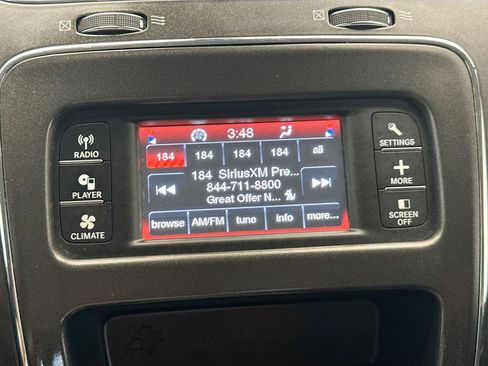 3:48
184 184 184 184 all
184 SiriusXM Pre...
844-711-8800
Great Offer N...
browse AM/FM tune info more...
RADIO
PLAYER
CLIMATE
SETTINGS
MORE
SCREEN
OFF